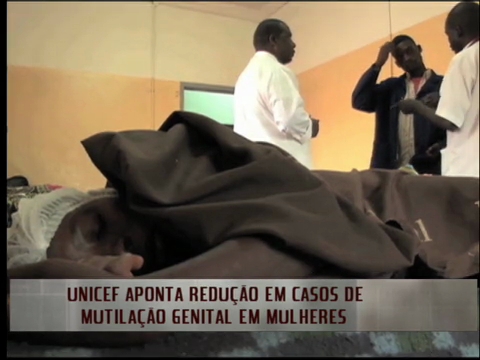 UNICEF APONTA REDUÇÃO EM CASOS DE
MUTILAÇÃO GENITAL EM MULHERES